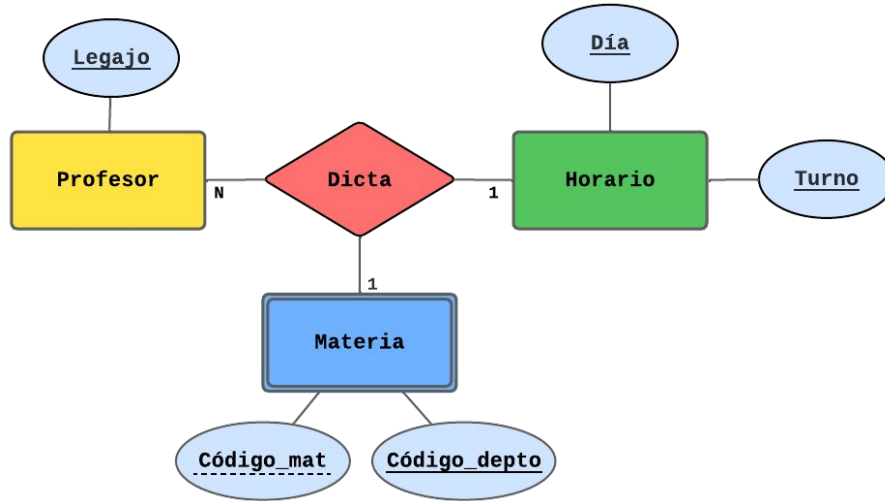 Legajo
Día
Profesor
N
Dicta
1
Horario
Turno
1
Materia
Código_mat
Código_depto